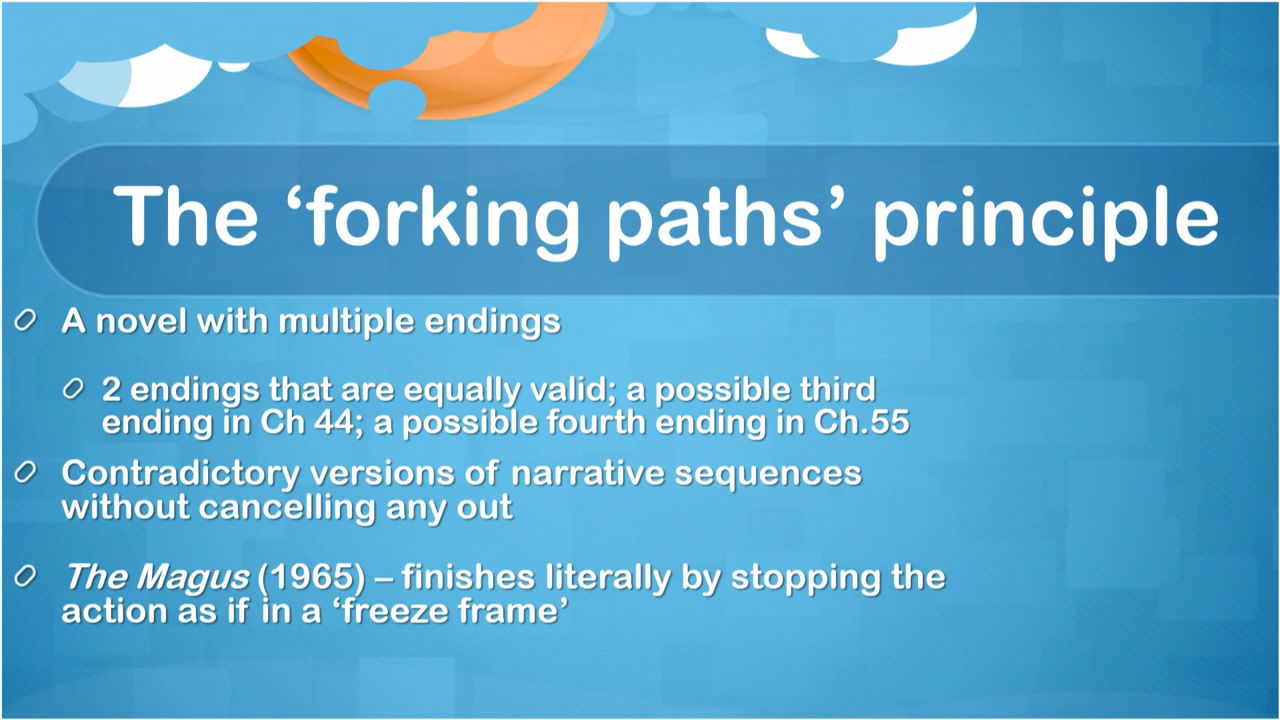 The ‘forking paths’ principle
A novel with multiple endings
2 endings that are equally valid; a possible third
ending in Ch 44; a possible fourth ending in Ch.55
Contradictory versions of narrative sequences
without cancelling any out
The Magus (1965) – finishes literally by stopping the
action as if in a ‘freeze frame’